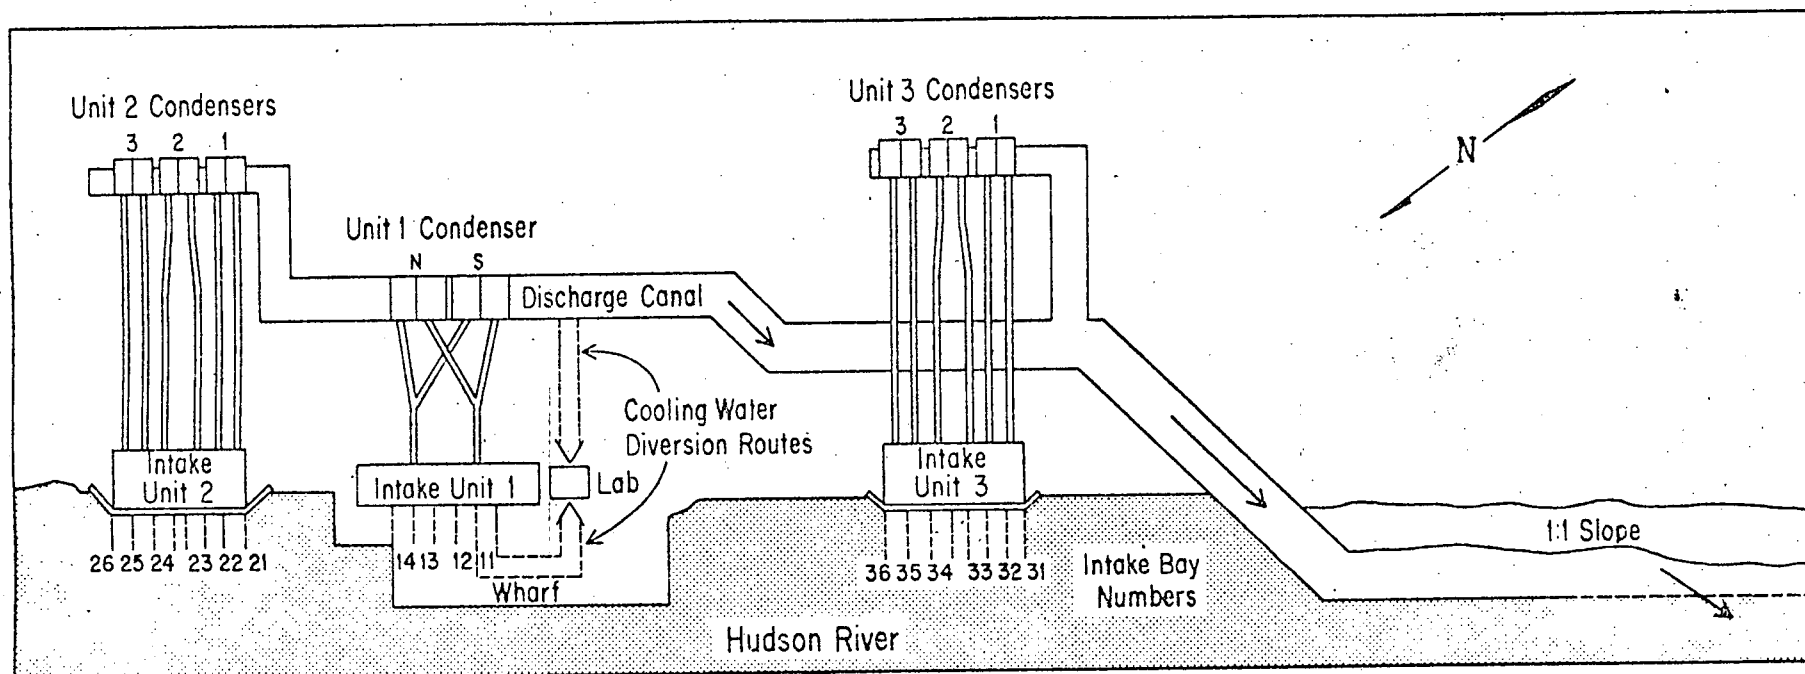 Unit 2 Condensers
3 2 1
Unit 3 Condensers
3 2 1
N
Unit 1 Condenser
N S
Discharge Canal
Cooling Water
Diversion Routes
Intake
Unit 2
Intake Unit 1
Lab
Intake
Unit 3
1:1 Slope
26 25 24 23 22 21
14 13 12 11
Wharf
36 35 34 33 32 31
Intake Bay
Numbers
Hudson River